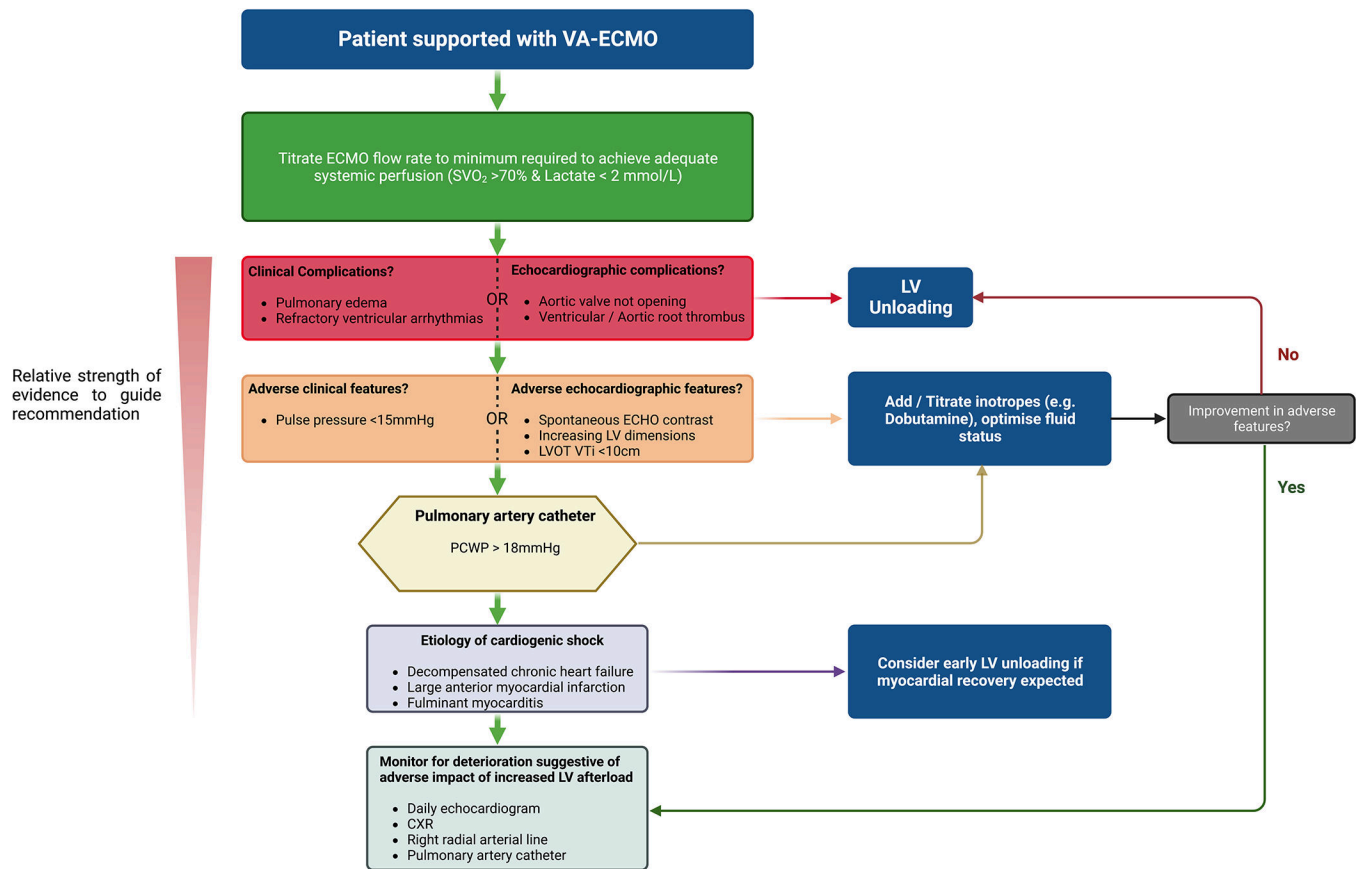 Patient supported with VA-ECMO
Titrate ECMO flow rate to minimum required to achieve adequate
systemic perfusion (SVO₂ >70% & Lactate < 2 mmol/L)
Clinical Complications?
• Pulmonary edema
• Refractory ventricular arrhythmias
OR
Echocardiographic complications?
• Aortic valve not opening
• Ventricular / Aortic root thrombus
LV
Unloading
No
Relative strength of
evidence to guide
recommendation
Adverse clinical features?
• Pulse pressure <15mmHg
OR
Adverse echocardiographic features?
• Spontaneous ECHO contrast
• Increasing LV dimensions
• LVOT VTi <10cm
Add / Titrate inotropes (e.g.
Dobutamine), optimise fluid
status
Improvement in adverse
features?
Yes
Pulmonary artery catheter
PCWP > 18mmHg
Etiology of cardiogenic shock
• Decompensated chronic heart failure
• Large anterior myocardial infarction
• Fulminant myocarditis
Consider early LV unloading if
myocardial recovery expected
Monitor for deterioration suggestive of
adverse impact of increased LV afterload
• Daily echocardiogram
• CXR
• Right radial arterial line
• Pulmonary artery catheter